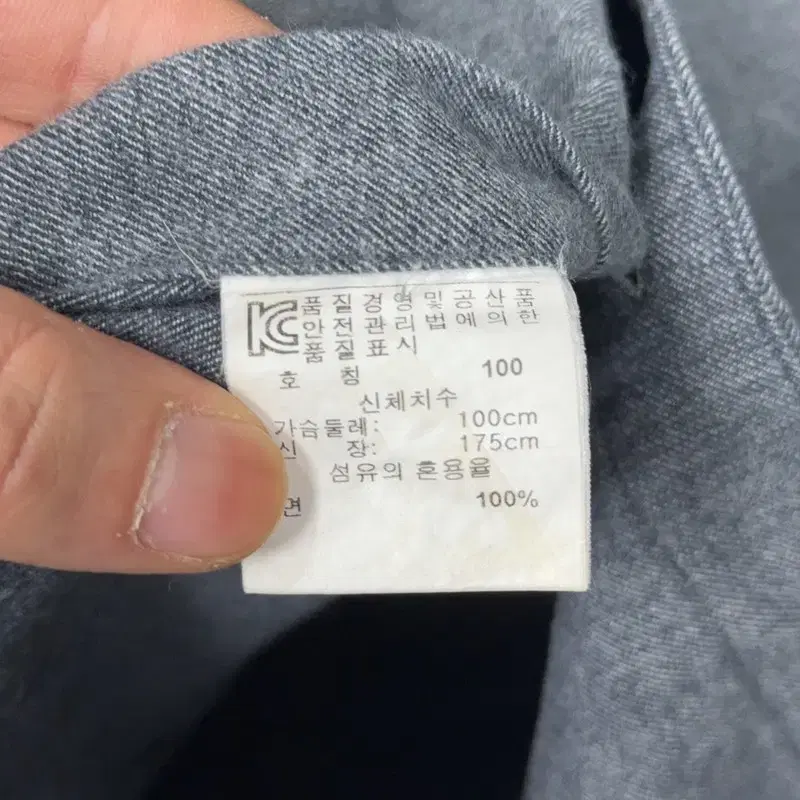 KC 품질경영및공산품
안전관리법에의한
품질표시
호 칭 100
신체치수
가슴둘레: 100cm
신 장: 175cm
섬유의 혼용율
면 100%